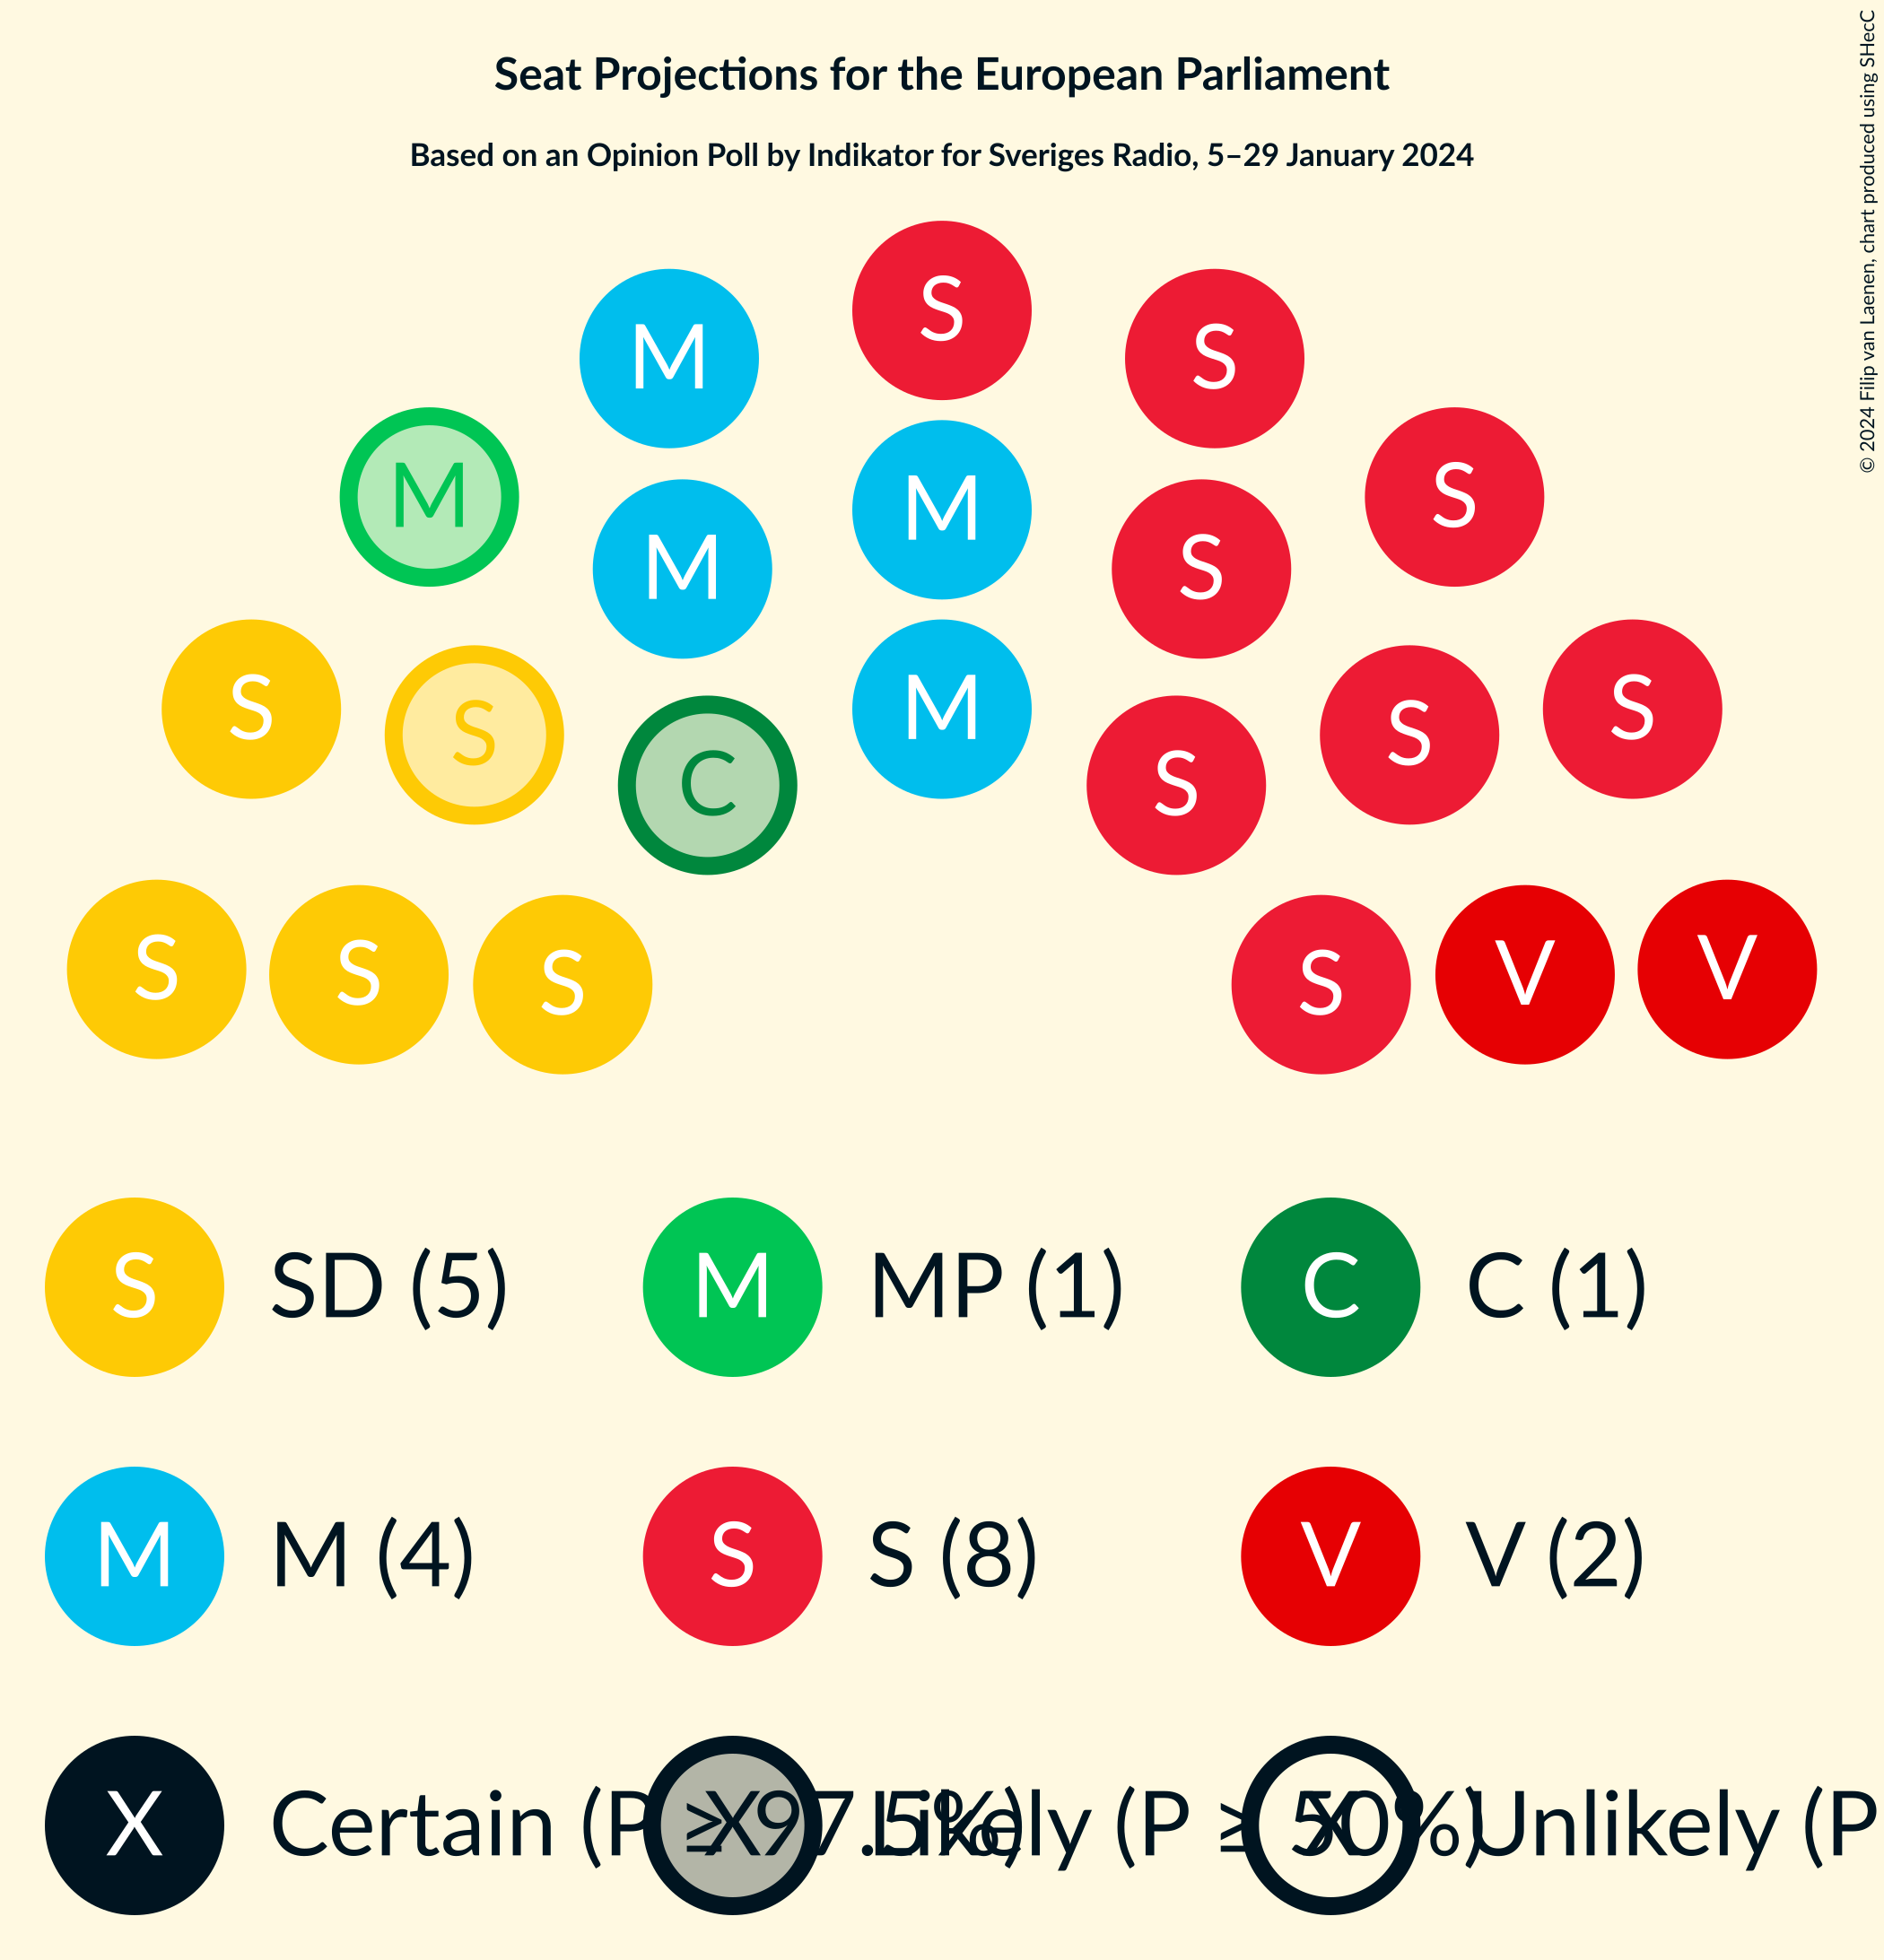 Seat Projections for the European Parliament
Based on an Opinion Poll by Indikator for Sveriges Radio, 5–29 January 2024
© 2024 Filip van Laenen, chart produced using SHecC
S
M S
M M S
M S
S S
S M S
S C S
S S S S V V
S SD (5) M MP (1) C C (1)
M M (4) S S (8) V V (2)
X Certain (P ≥ 97.5%) X Likely (P ≥ 50%) X Unlikely (P